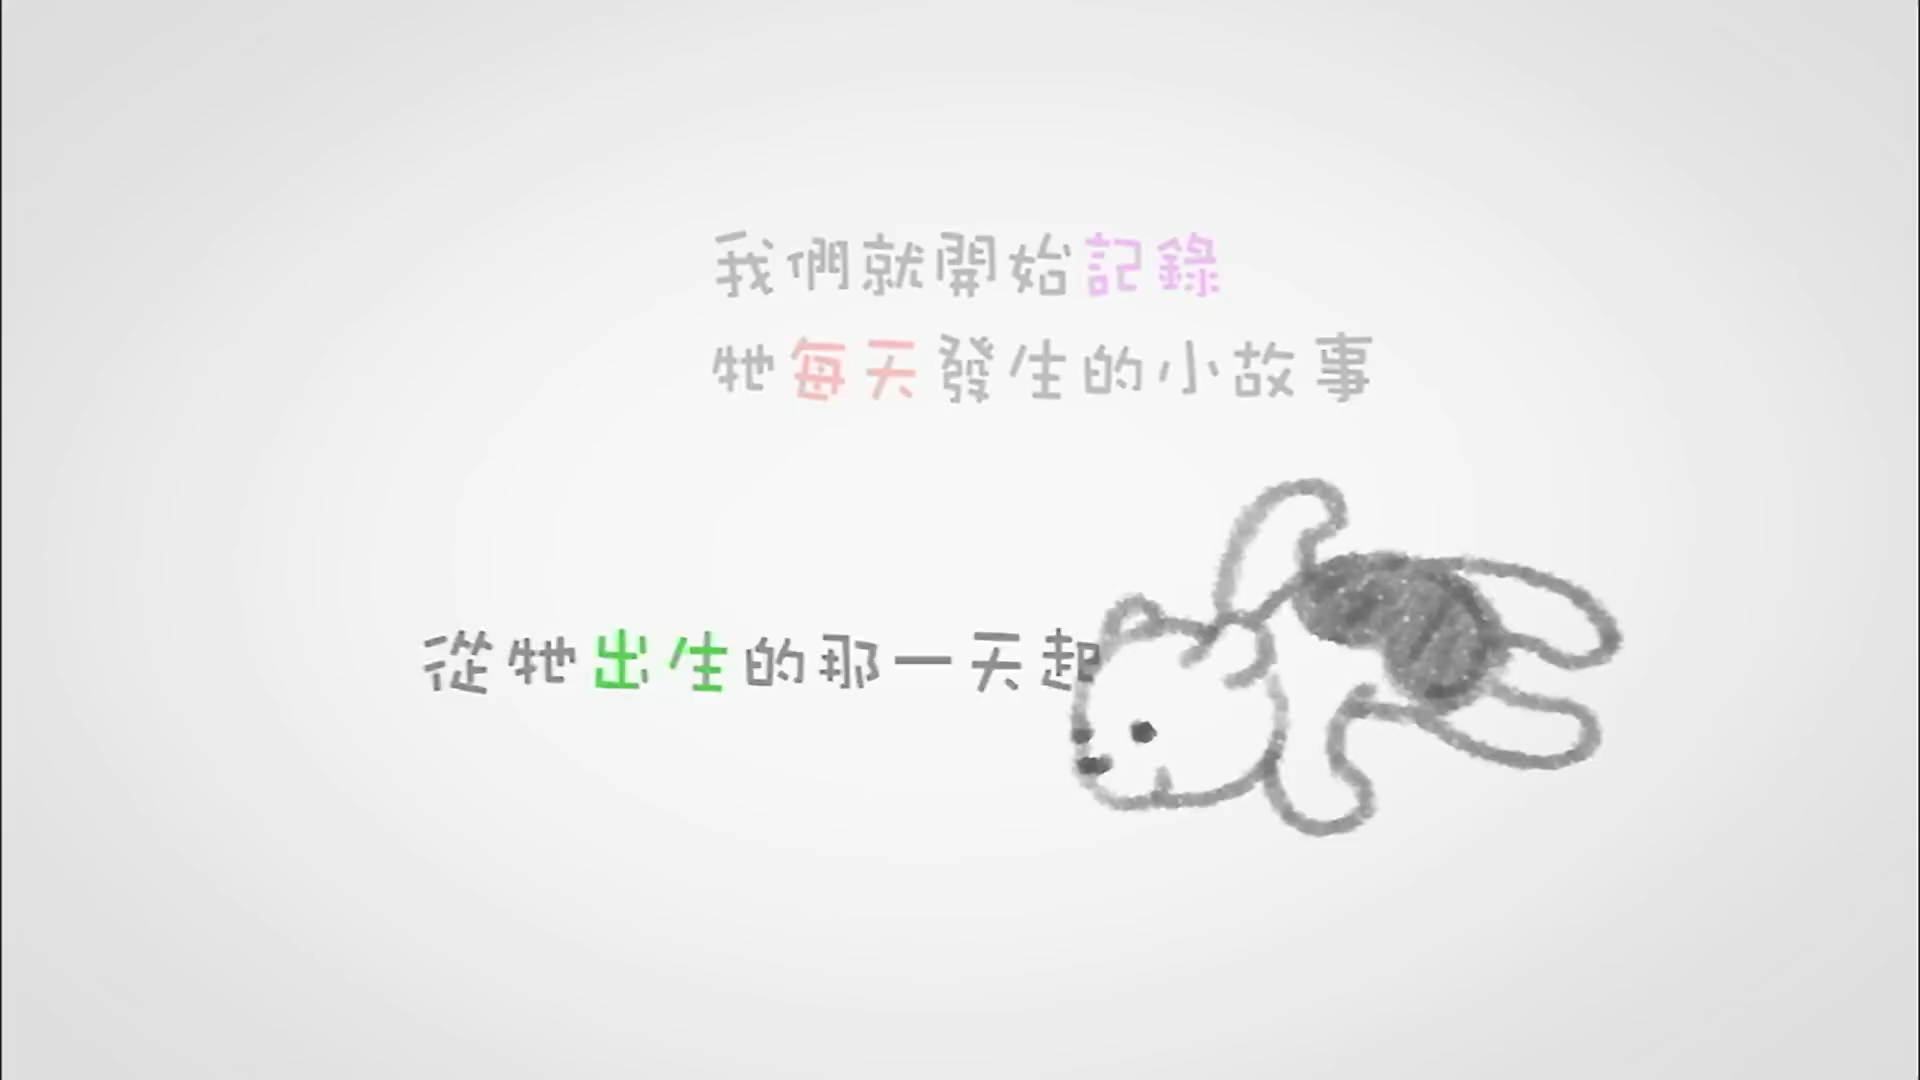 我們就開始記錄
牠每天發生的小故事
從牠出生的那一天起